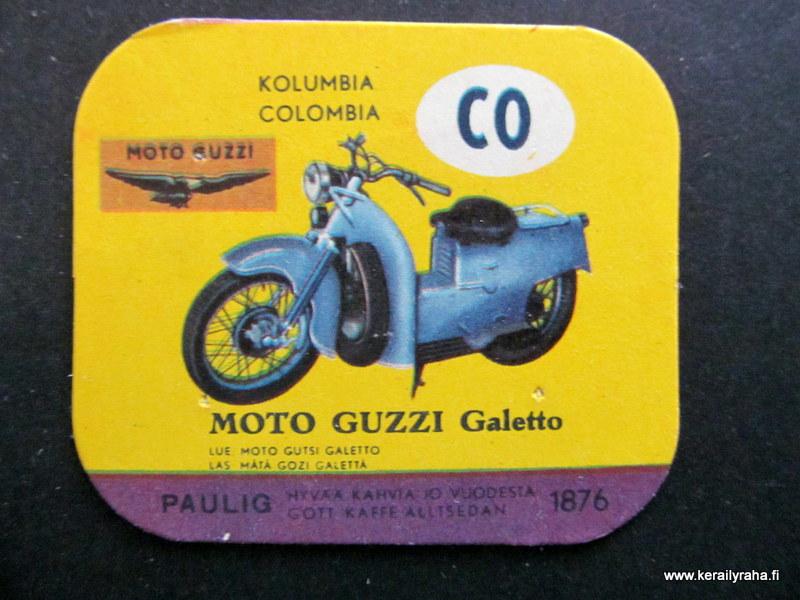 KOLUMBIA
COLOMBIA
CO
MOTO GUZZI
MOTO GUZZI Galetto
LUE: MOTO GUTSI GALETTO
LÄS: MÅTÅ GOZI GALETTÅ
PAULIG HYVÄÄ KAHVIA JO VUODESTA 1876
GOTT KAFFE ALLTSEDAN
www.kerailyraha.fi